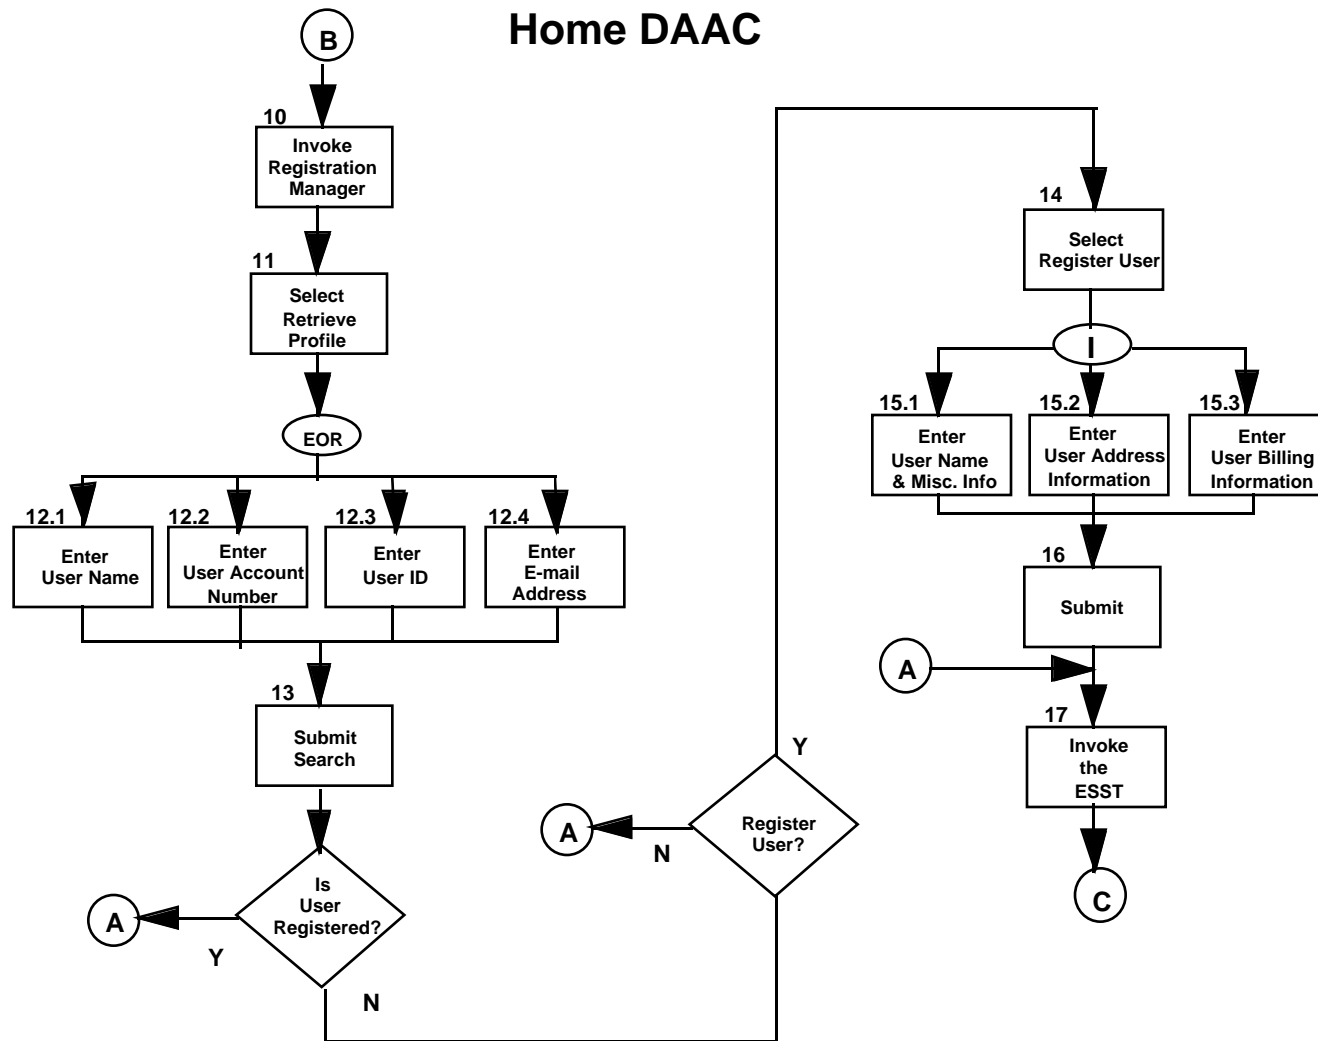 Home DAAC
B
10
Invoke
Registration
Manager
11
Select
Retrieve
Profile
EOR
12.1
Enter
User Name
12.2
Enter
User Account
Number
12.3
Enter
User ID
12.4
Enter
E-mail
Address
13
Submit
Search
Is
User
Registered?
Y
A
N
Register
User?
N
A
Y
14
Select
Register User
I
15.1
Enter
User Name
& Misc. Info
15.2
Enter
User Address
Information
15.3
Enter
User Billing
Information
16
Submit
A
17
Invoke
the
ESST
C